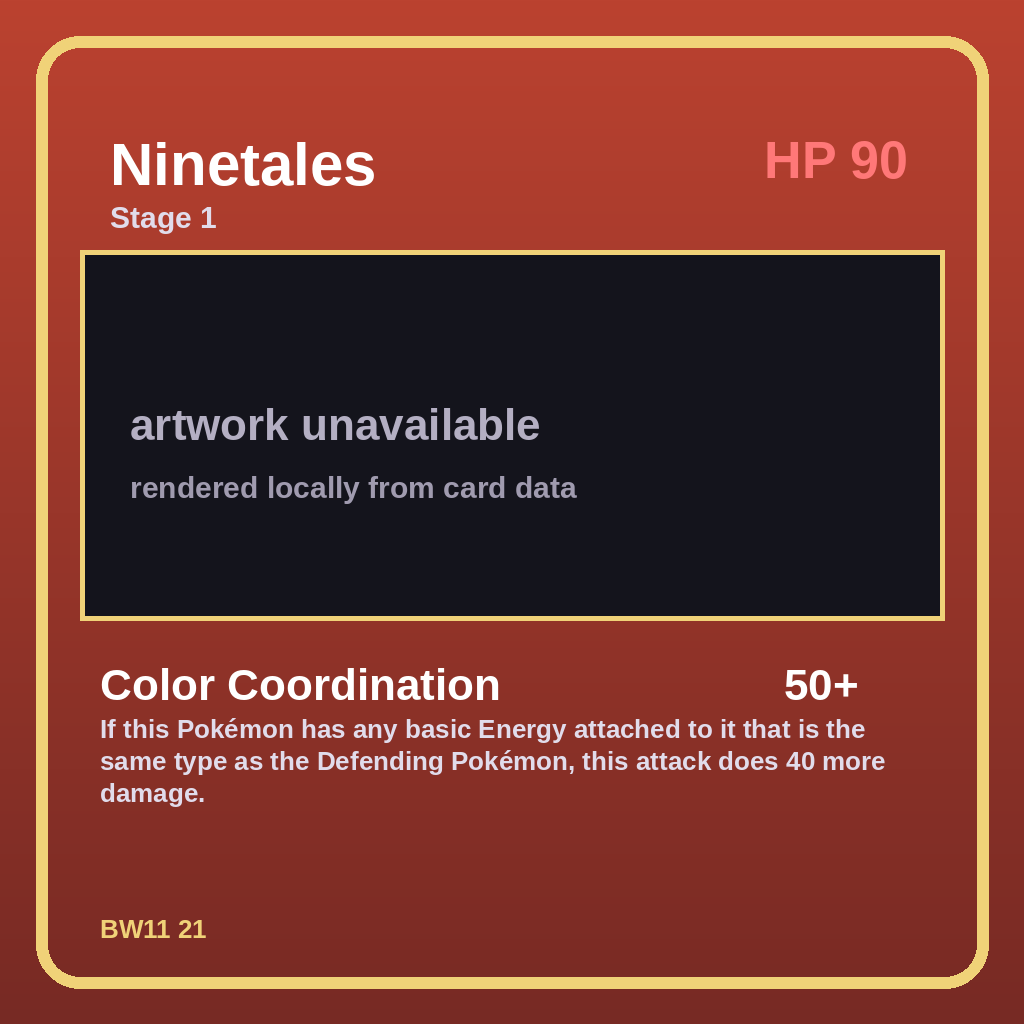 Ninetales
HP 90
Stage 1
artwork unavailable
rendered locally from card data
Color Coordination
50+
If this Pokémon has any basic Energy attached to it that is the
same type as the Defending Pokémon, this attack does 40 more
damage.
BW11 21